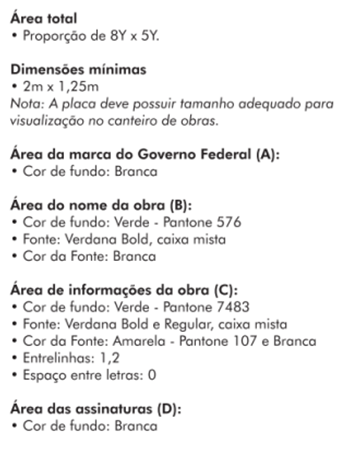 Área total
• Proporção de 8Y x 5Y.
Dimensões mínimas
• 2m x 1,25m
Nota: A placa deve possuir tamanho adequado para
visualização no canteiro de obras.
Área da marca do Governo Federal (A):
• Cor de fundo: Branca
Área do nome da obra (B):
• Cor de fundo: Verde - Pantone 576
• Fonte: Verdana Bold, caixa mista
• Cor da Fonte: Branca
Área de informações da obra (C):
• Cor de fundo: Verde - Pantone 7483
• Fonte: Verdana Bold e Regular, caixa mista
• Cor da Fonte: Amarela - Pantone 107 e Branca
• Entrelinhas: 1,2
• Espaço entre letras: 0
Área das assinaturas (D):
• Cor de fundo: Branca